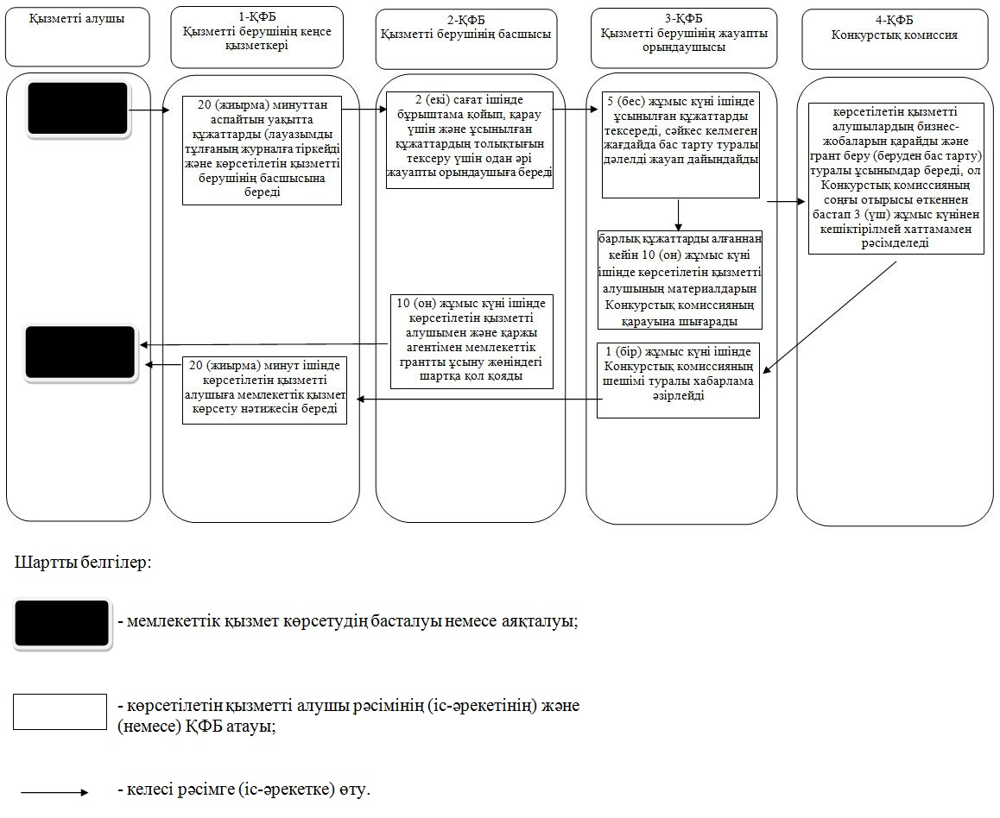 Қызметті алушы
1-ҚФБ
Қызметті берушінің кеңсе
қызметкері
2-ҚФБ
Қызметті берушінің басшысы
3-ҚФБ
Қызметті берушінің жауапты
орындаушысы
4-ҚФБ
Конкурстық комиссия
20 (жиырма) минуттан
аспайтын уақытта
құжаттарды (лауазымды
тұлғаның журналға тіркейді
және көрсетілетін қызметті
берушінің басшысына
береді
2 (екі) сағат ішінде
бұрыштама қойып, қарау
үшін және ұсынылған
құжаттардың толықтығын
тексеру үшін одан әрі
жауапты орындаушыға береді
5 (бес) жұмыс күні ішінде
ұсынылған құжаттарды
тексереді, сәйкес келмеген
жағдайда бас тарту туралы
дәлелді жауап дайындайды
көрсетілетін қызметті
алушылардың бизнес-
жобаларын қарайды және
грант беру (беруден бас тарту)
туралы ұсынымдар береді, ол
Конкурстық комиссияның
соңғы отырысы өткеннен
бастап 3 (үш) жұмыс күнінен
кешіктірілмей хаттамамен
рәсімделеді
барлық құжаттарды алғаннан
кейін 10 (он) жұмыс күні
ішінде көрсетілетін қызметті
алушының материалдарын
Конкурстық комиссияның
қарауына шығарады
10 (он) жұмыс күні ішінде
көрсетілетін қызметті
алушымен және қаржы
агентімен мемлекеттік
грантты ұсыну жөніндегі
шартқа қол қояды
1 (бір) жұмыс күні ішінде
Конкурстық комиссияның
шешімі туралы хабарлама
әзірлейді
20 (жиырма) минут ішінде
көрсетілетін қызметті
алушыға мемлекеттік қызмет
көрсету нәтижесін береді
Шартты белгілер:
- мемлекеттік қызмет көрсетудің басталуы немесе аяқталуы;
- көрсетілетін қызметті алушы рәсімінің (іс-әрекетінің) және
(немесе) ҚФБ атауы;
- келесі рәсімге (іс-әрекетке) өту.